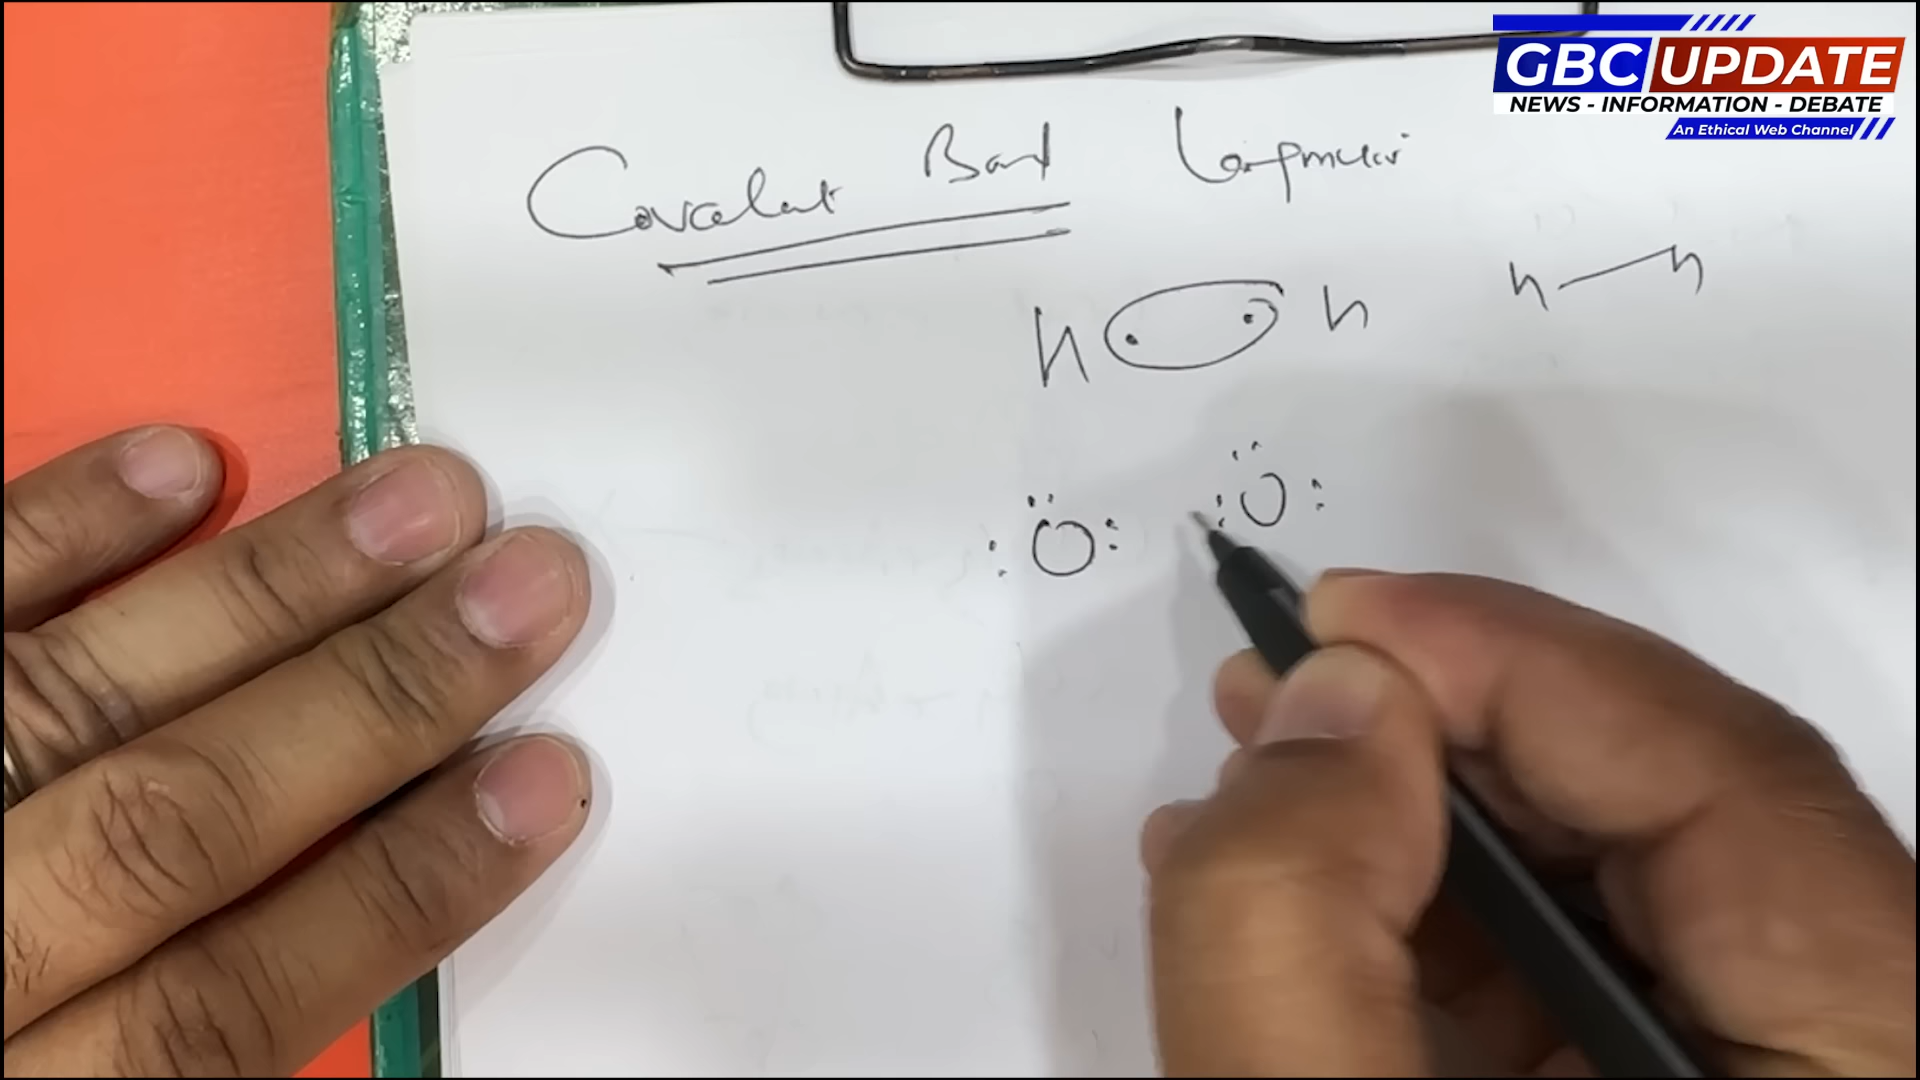 GBC UPDATE
NEWS - INFORMATION - DEBATE
An Ethical Web Channel
Covalent Bond
H H H H
O O